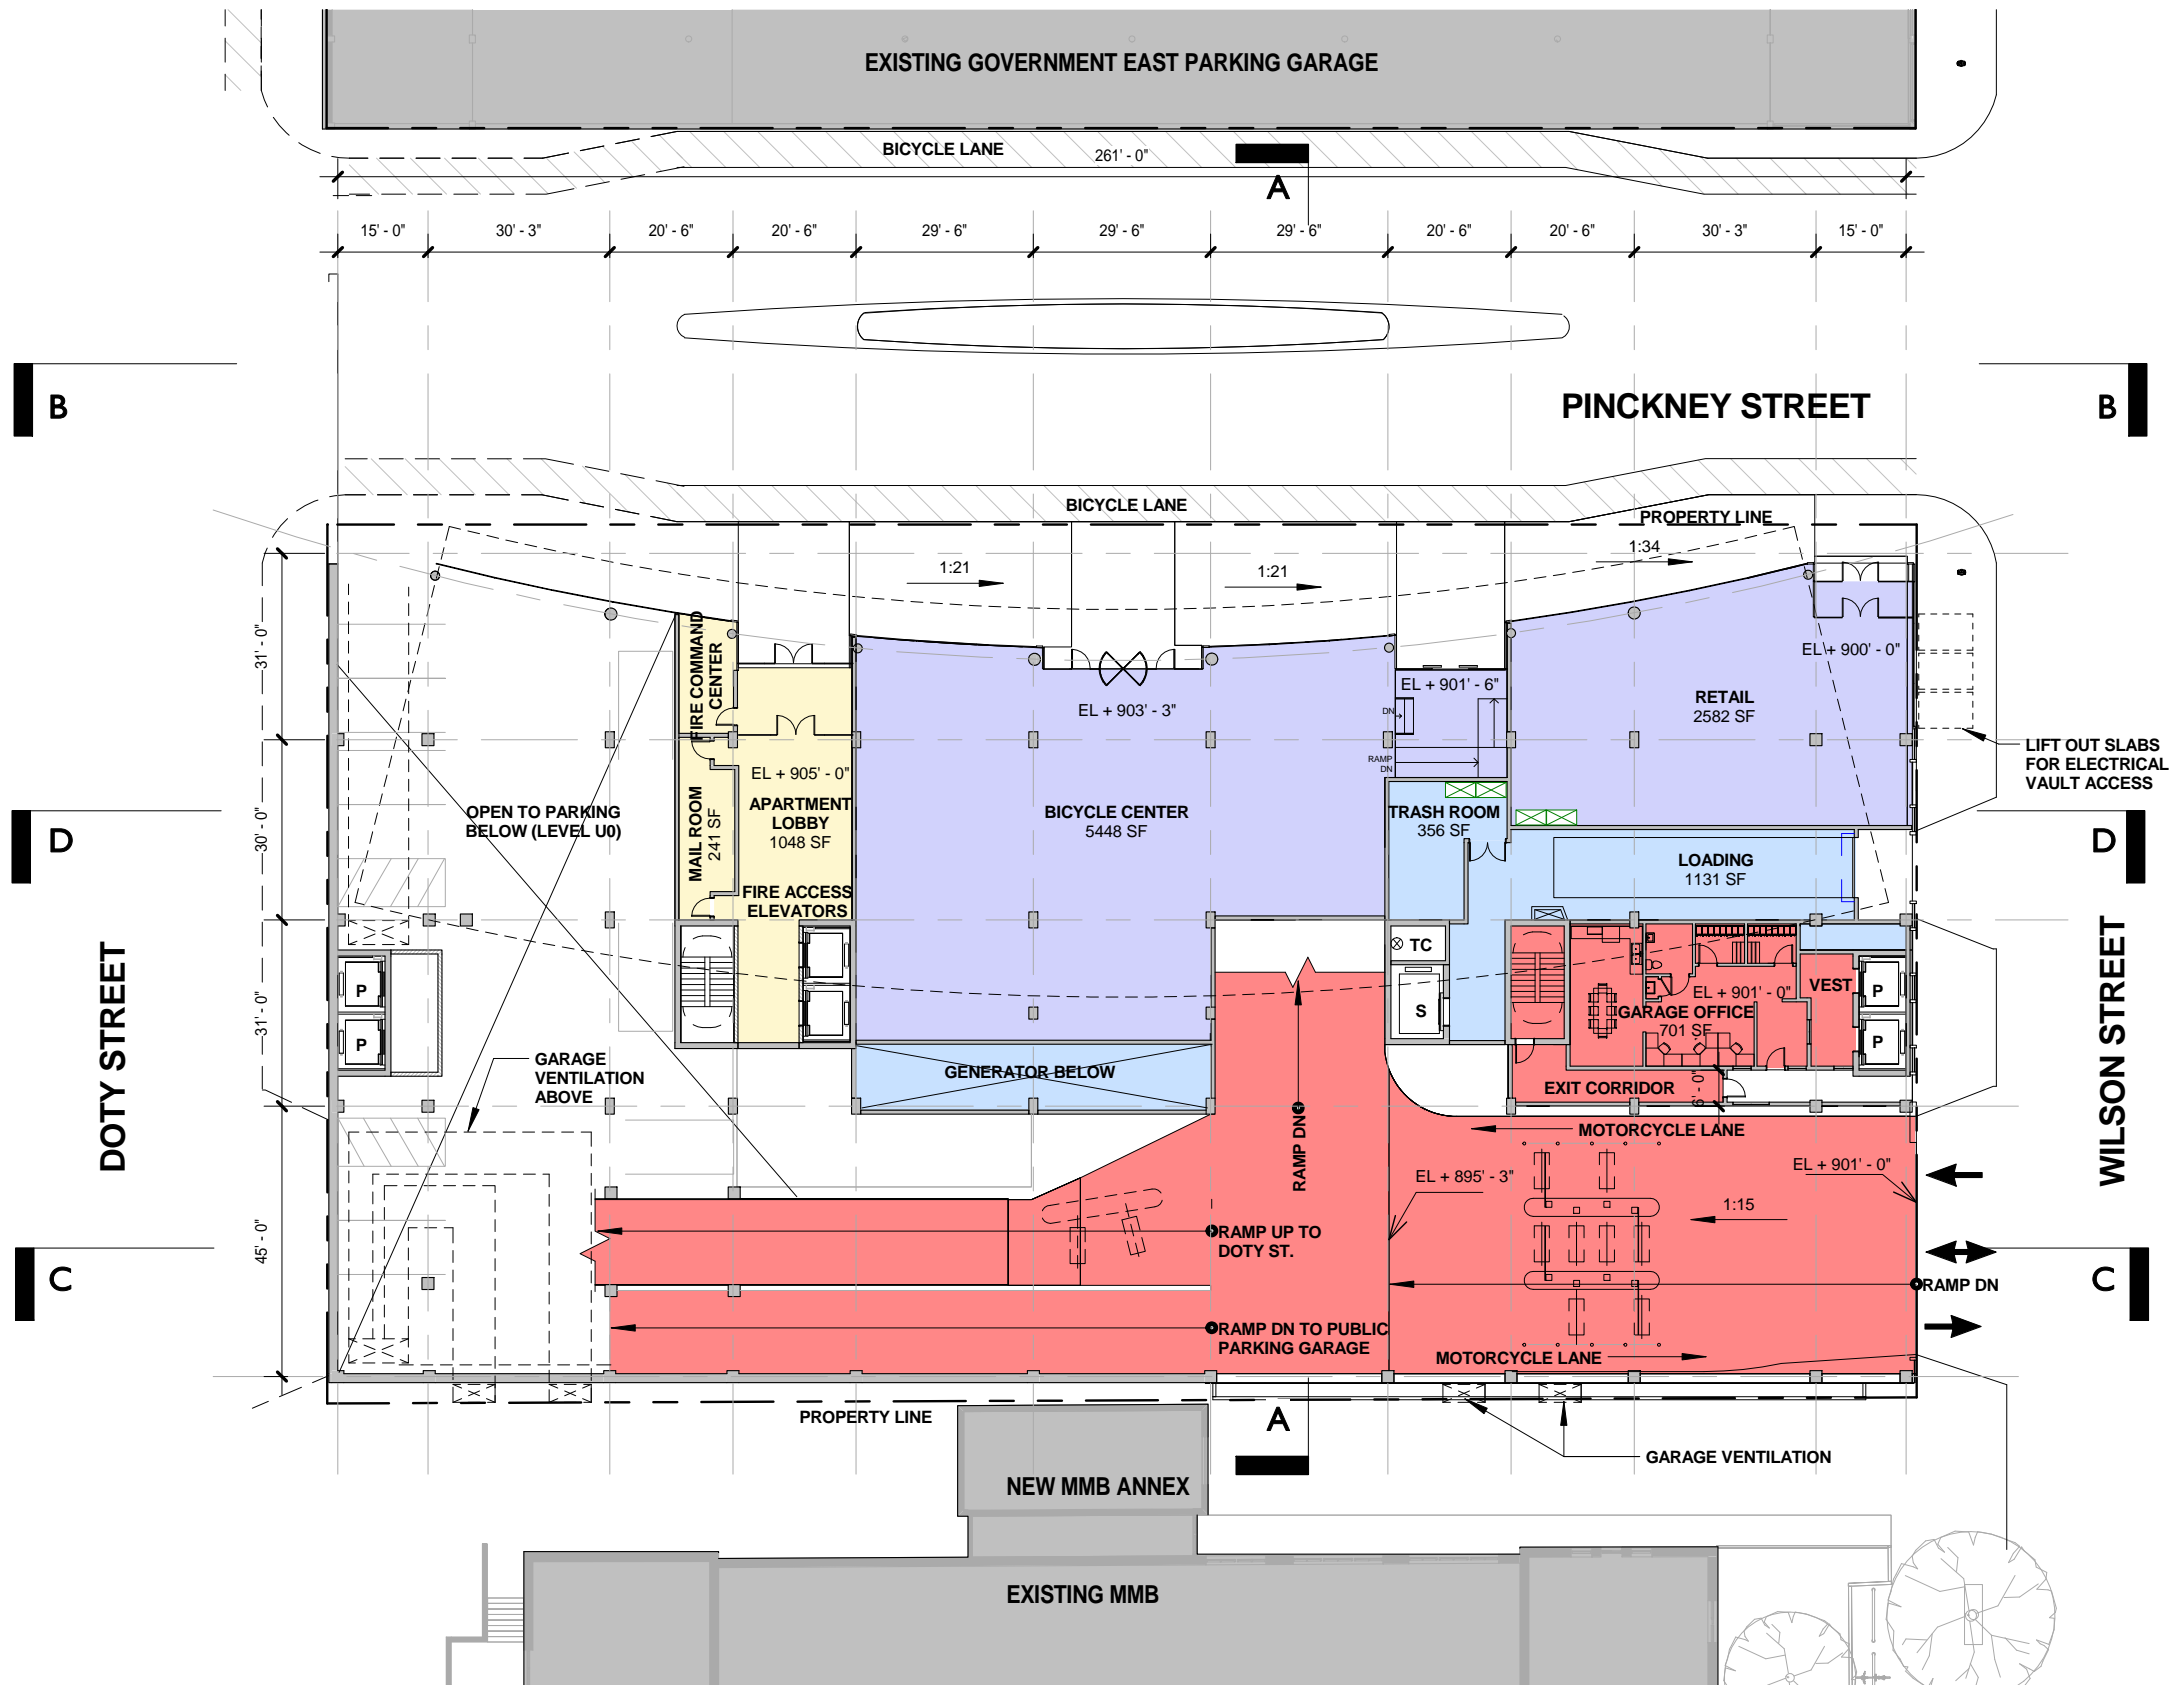 EXISTING GOVERNMENT EAST PARKING GARAGE
BICYCLE LANE
261' - 0"
A
15' - 0"
30' - 3"
20' - 6"
20' - 6"
29' - 6"
29' - 6"
29' - 6"
20' - 6"
20' - 6"
30' - 3"
15' - 0"
B
PINCKNEY STREET
B
BICYCLE LANE
PROPERTY LINE
1:21
1:21
1:34
31' - 0"
FIRE COMMAND
CENTER
EL + 900' - 0"
EL + 901' - 6"
RETAIL
2582 SF
EL + 903' - 3"
DN
LIFT OUT SLABS
FOR ELECTRICAL
VAULT ACCESS
RAMP
DN
EL + 905' - 0"
OPEN TO PARKING
BELOW (LEVEL U0)
MAIL ROOM
241 SF
APARTMENT
LOBBY
1048 SF
BICYCLE CENTER
5448 SF
TRASH ROOM
356 SF
D
30' - 0"
D
LOADING
1131 SF
FIRE ACCESS
ELEVATORS
TC
DOTY STREET
WILSON STREET
P
S
EL + 901' - 0"
VEST
P
GARAGE OFFICE
701 SF
31' - 0"
P
P
GARAGE
VENTILATION
ABOVE
GENERATOR BELOW
EXIT CORRIDOR
6' - 0"
RAMP DN
MOTORCYCLE LANE
EL + 895' - 3"
EL + 901' - 0"
1:15
45' - 0"
RAMP UP TO
DOTY ST.
C
C
RAMP DN
RAMP DN TO PUBLIC
PARKING GARAGE
MOTORCYCLE LANE
PROPERTY LINE
A
GARAGE VENTILATION
NEW MMB ANNEX
EXISTING MMB